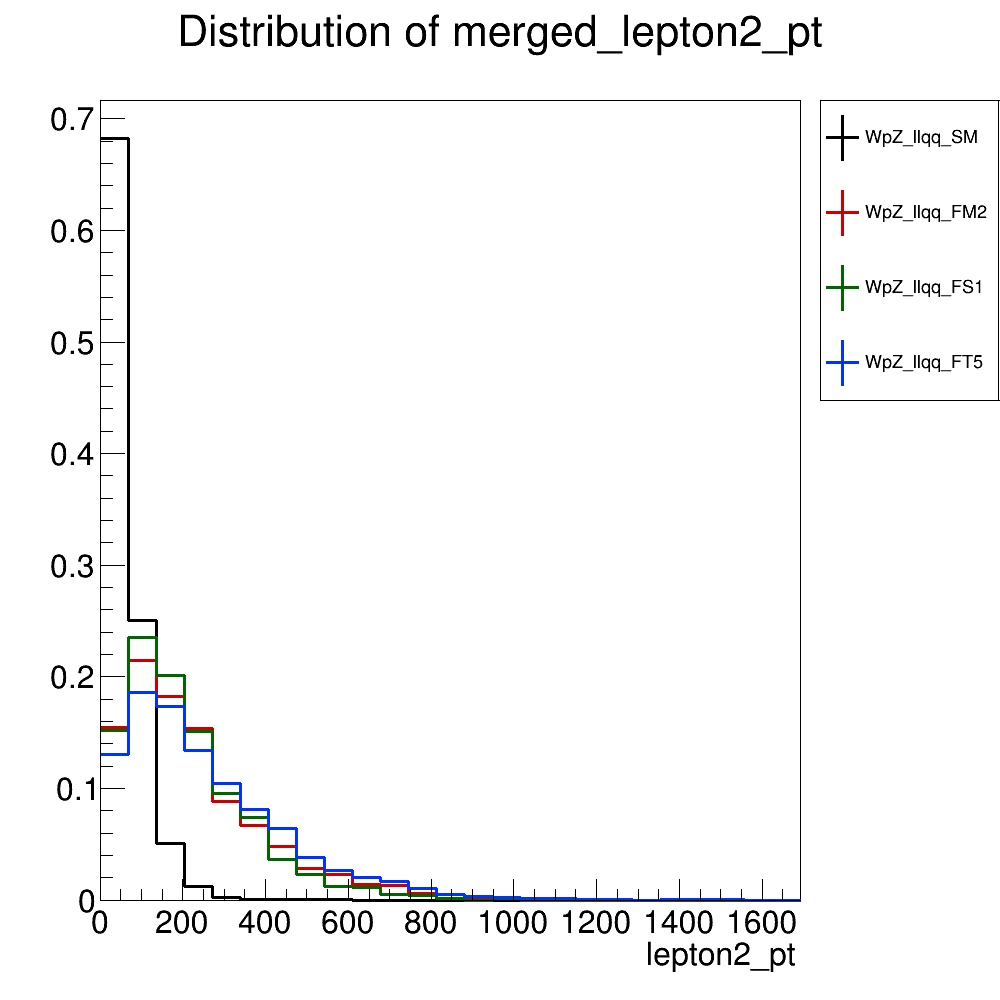 Distribution of merged_lepton2_pt
0.7
0.6
0.5
0.4
0.3
0.2
0.1
0
0 200 400 600 800 1000 1200 1400 1600
lepton2_pt
WpZ_llqq_SM
WpZ_llqq_FM2
WpZ_llqq_FS1
WpZ_llqq_FT5